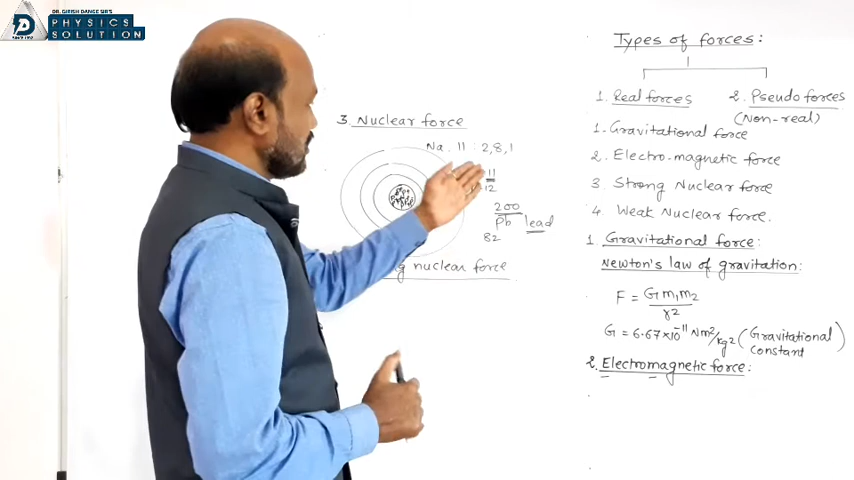 DR. GIRISH DANGE SIR'S
PHYSICS
SOLUTION
Types of forces:
1. Real forces
2. Pseudo forces
(Non-real)
1. Gravitational force
2. Electro-magnetic force
3. Strong Nuclear force
4. Weak Nuclear force.
1. Gravitational force:
Newton's law of gravitation:
F = Gm₁m₂/r²
G = 6.67×10⁻¹¹ Nm²/kg² (Gravitational constant)
2. Electromagnetic force:
3. Nuclear force
Na. 11 : 2,8,1
11
12
200
Pb lead
82
nuclear force